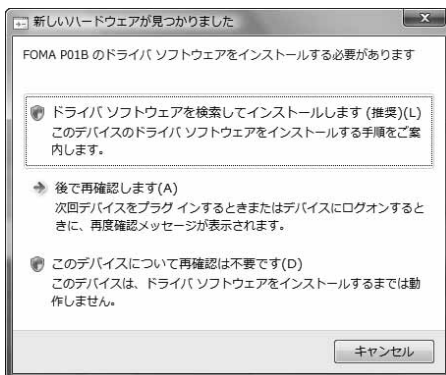 新しいハードウェアが見つかりました
FOMA P01B のドライバ ソフトウェアをインストールする必要があります
ドライバ ソフトウェアを検索してインストールします (推奨)(L)
このデバイスのドライバ ソフトウェアをインストールする手順をご案
内します。
後で再確認します(A)
次回デバイスをプラグ インするときまたはデバイスにログオンすると
きに、再度確認メッセージが表示されます。
このデバイスについて再確認は不要です(D)
このデバイスは、ドライバ ソフトウェアをインストールするまでは動
作しません。
キャンセル